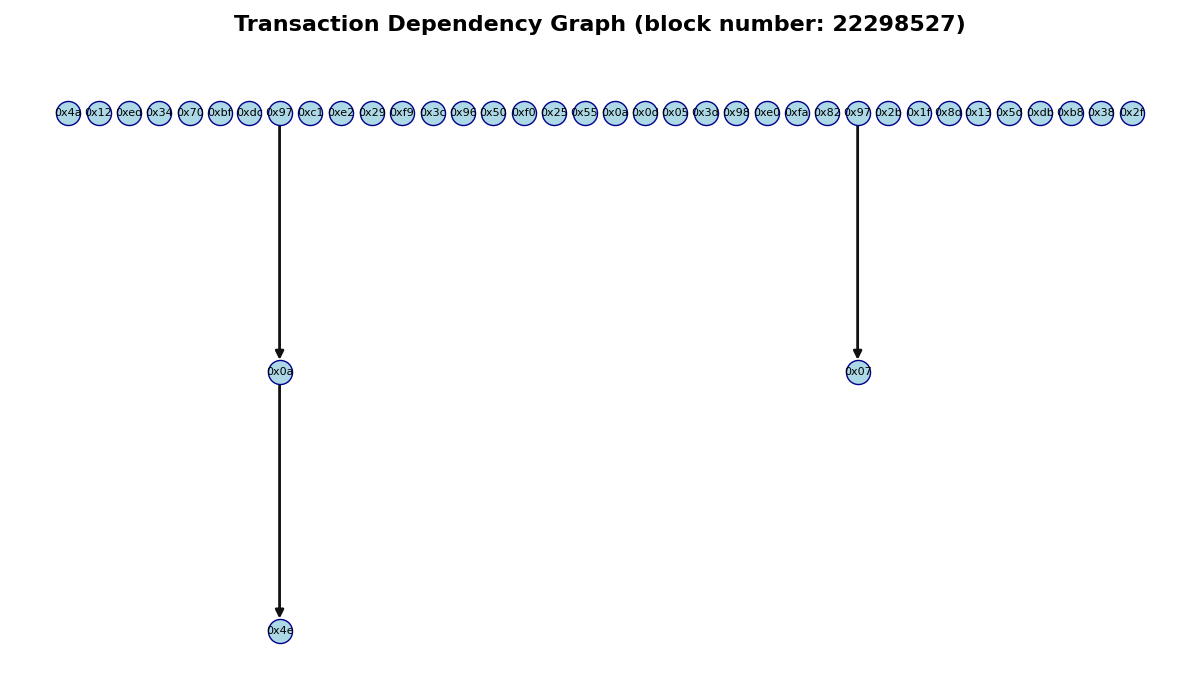 Transaction Dependency Graph (block number: 22298527)
0x4a 0x12 0xed 0x34 0x70 0xbf 0xdc 0x97 0xc1 0xe2 0x29 0xf9 0x3c 0x96 0x50 0xf0 0x25 0x55 0x0a 0x0d 0x05 0x3d 0x98 0xe0 0xfa 0x82 0x97 0x2b 0x1f 0x8d 0x13 0x5d 0xdb 0xb8 0x38 0x2f
0x0a 0x07
0x4e